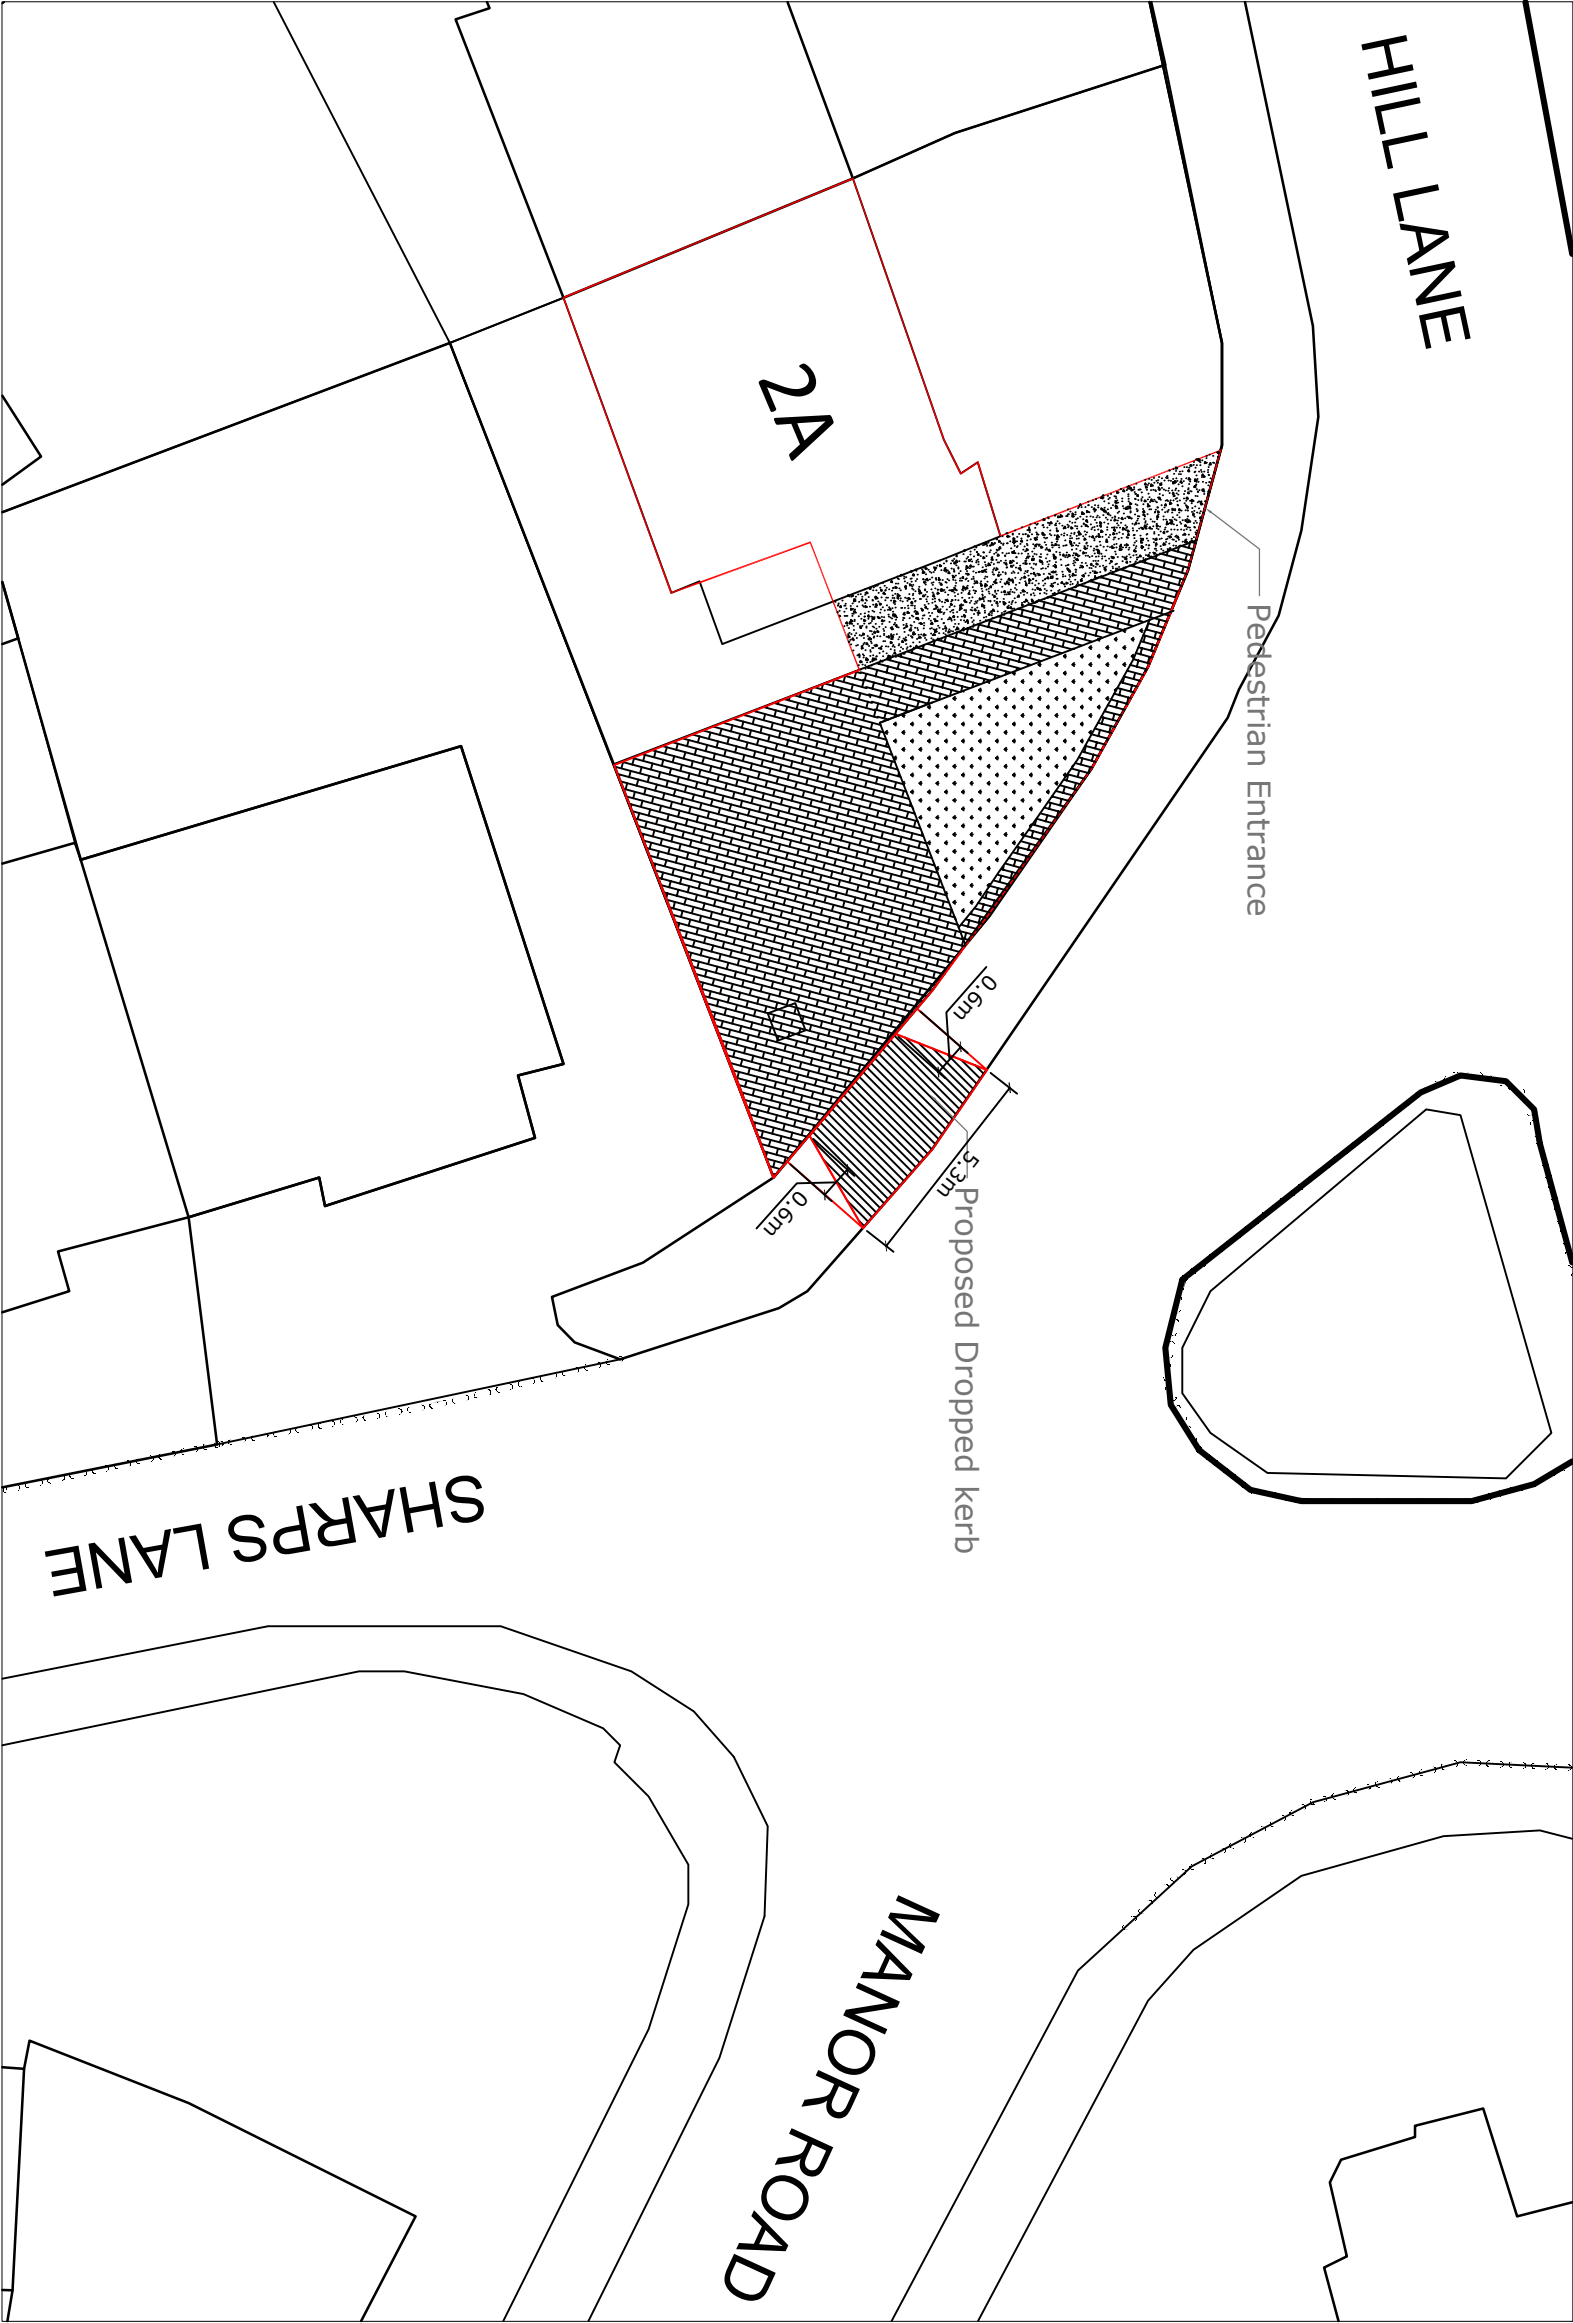 HILL LANE
2A
Pedestrian Entrance
0.6m
5.3m
0.6m
Proposed Dropped kerb
SHARPS LANE
MANOR ROAD